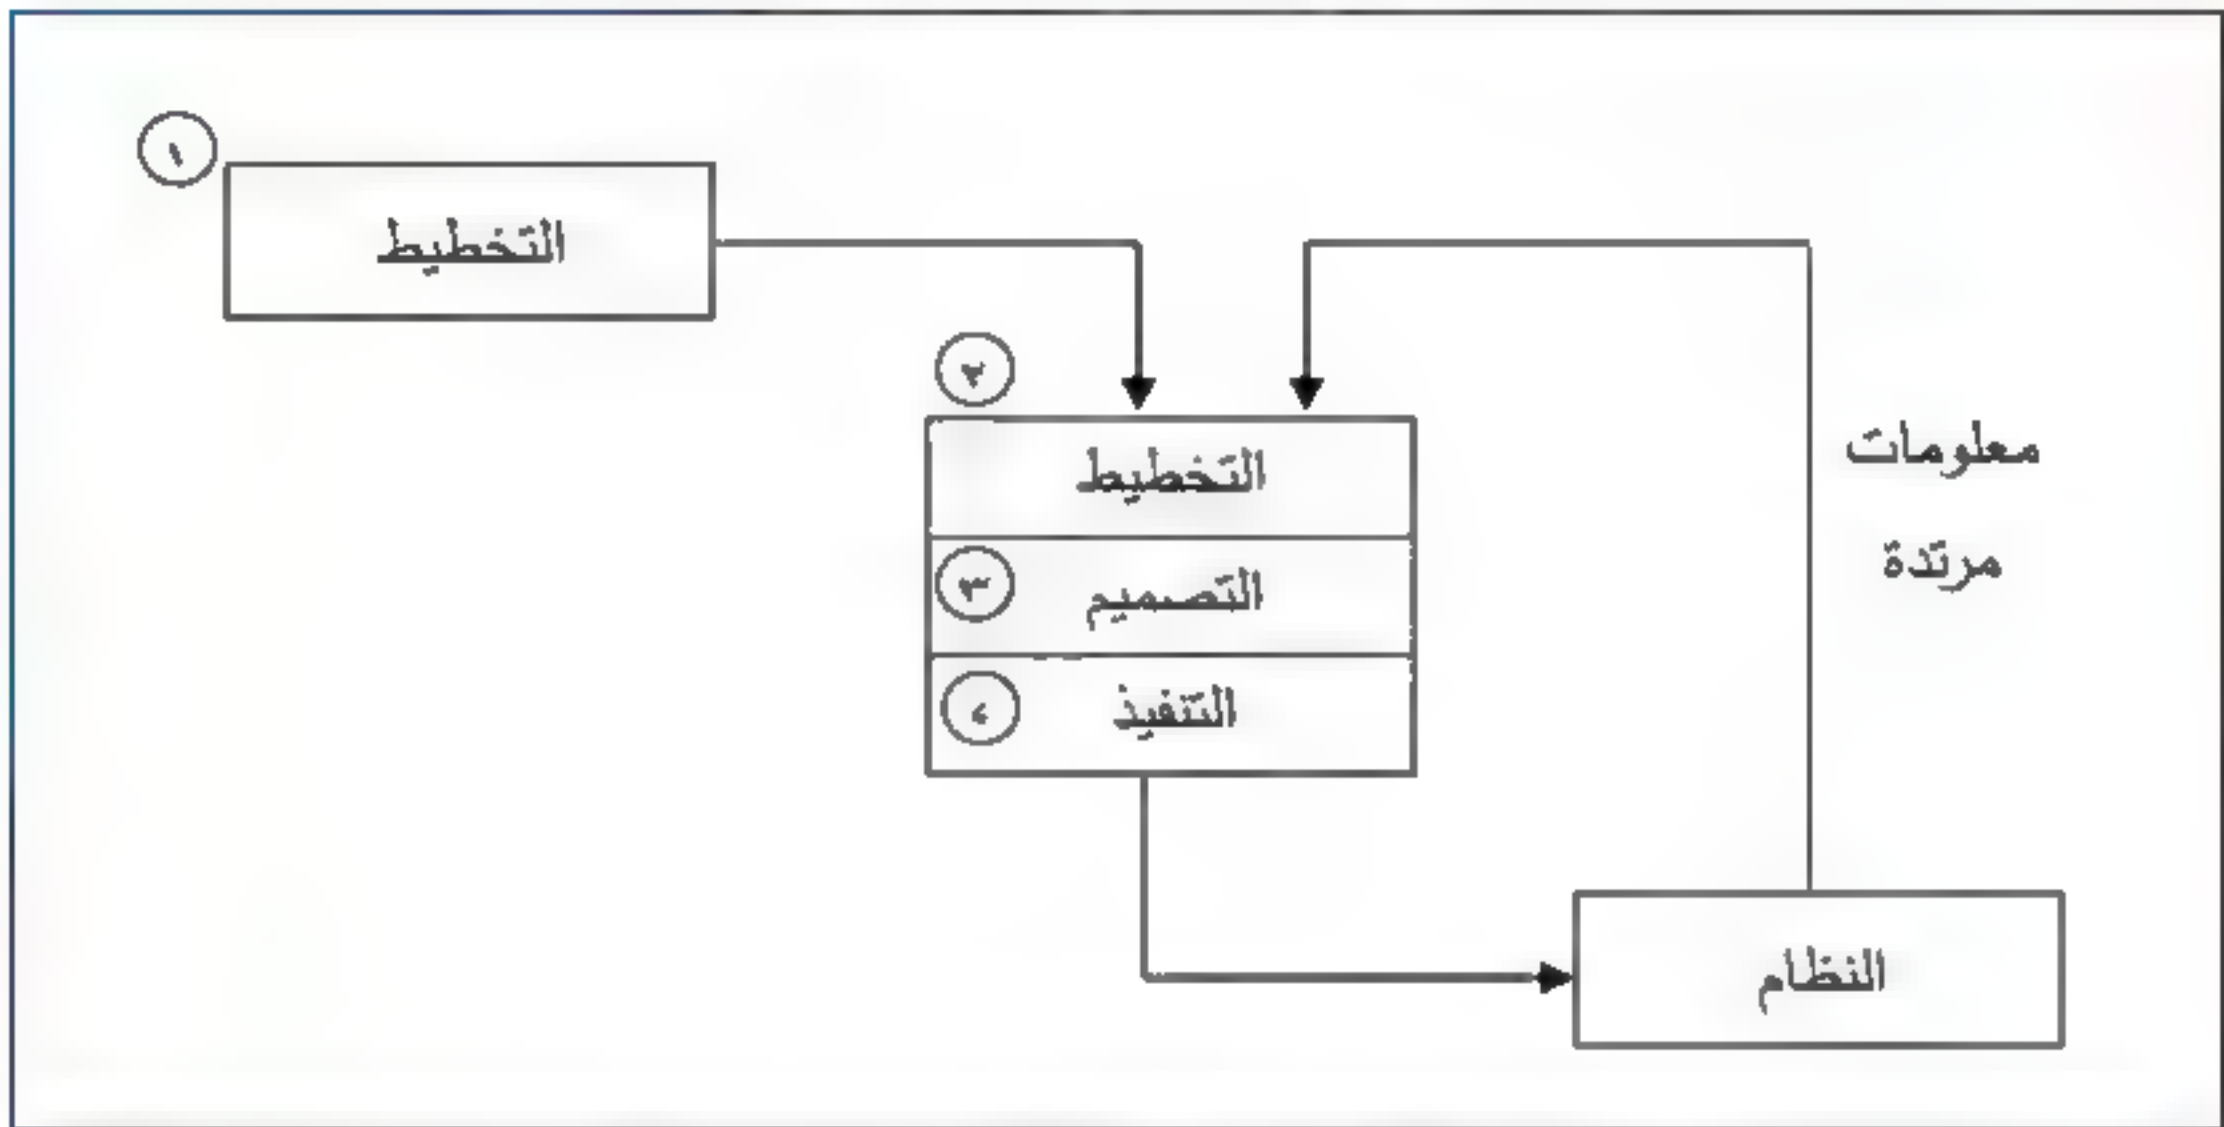 ١
التخطيط
٢
التخطيط
٣
التصميم
٤
التنفيذ
معلومات
مرتدة
النظام